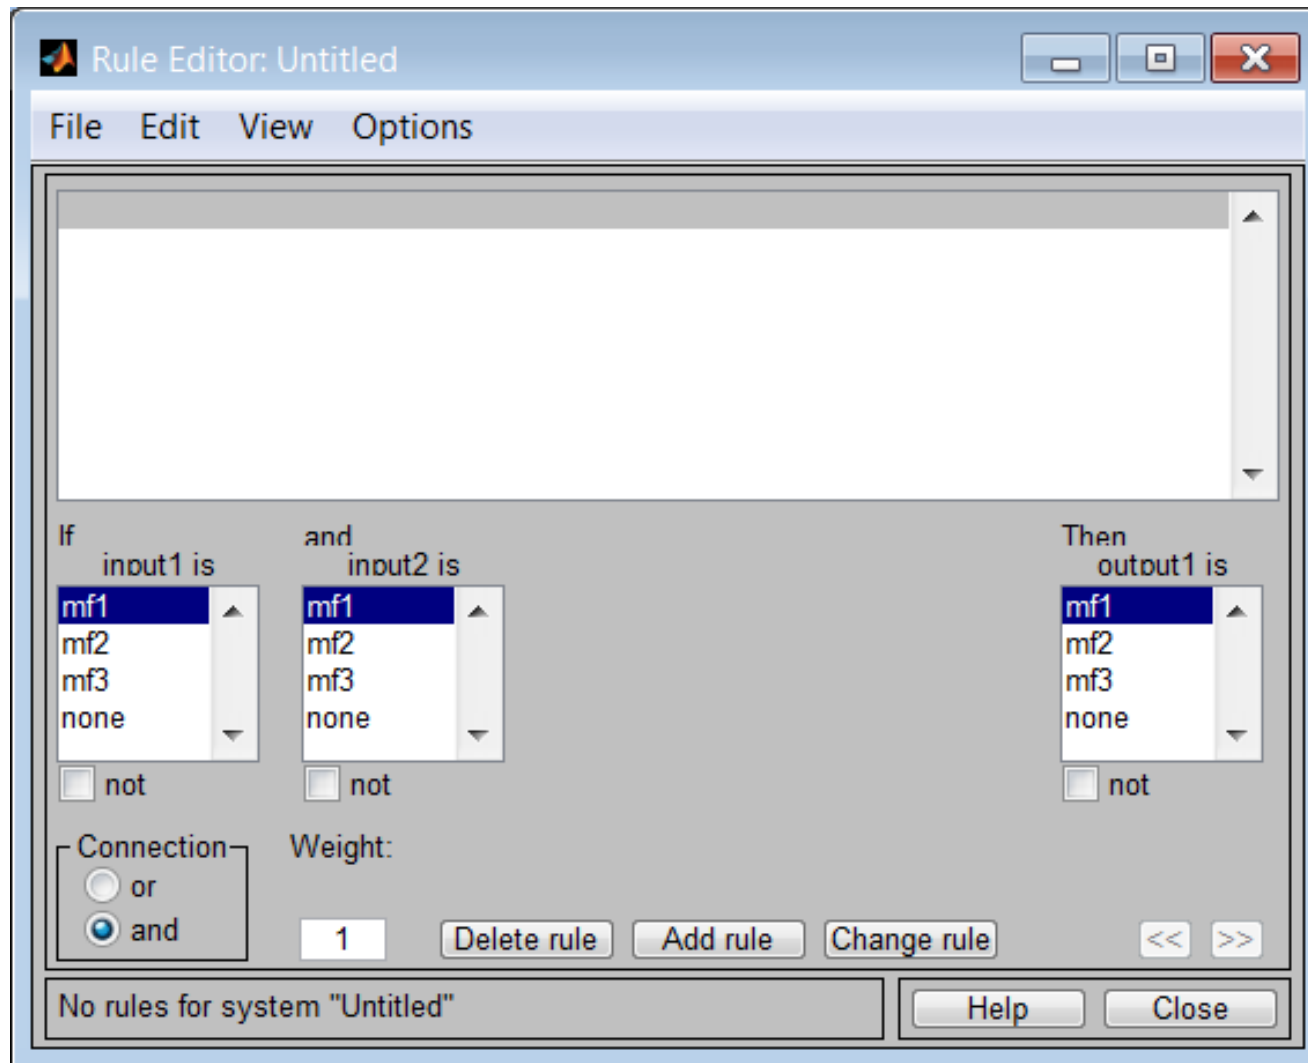 Rule Editor: Untitled
File Edit View Options
If and Then
input1 is input2 is output1 is
mf1 mf1 mf1
mf2 mf2 mf2
mf3 mf3 mf3
none none none
not not not
Connection Weight:
or
and 1 Delete rule Add rule Change rule << >>
No rules for system "Untitled" Help Close